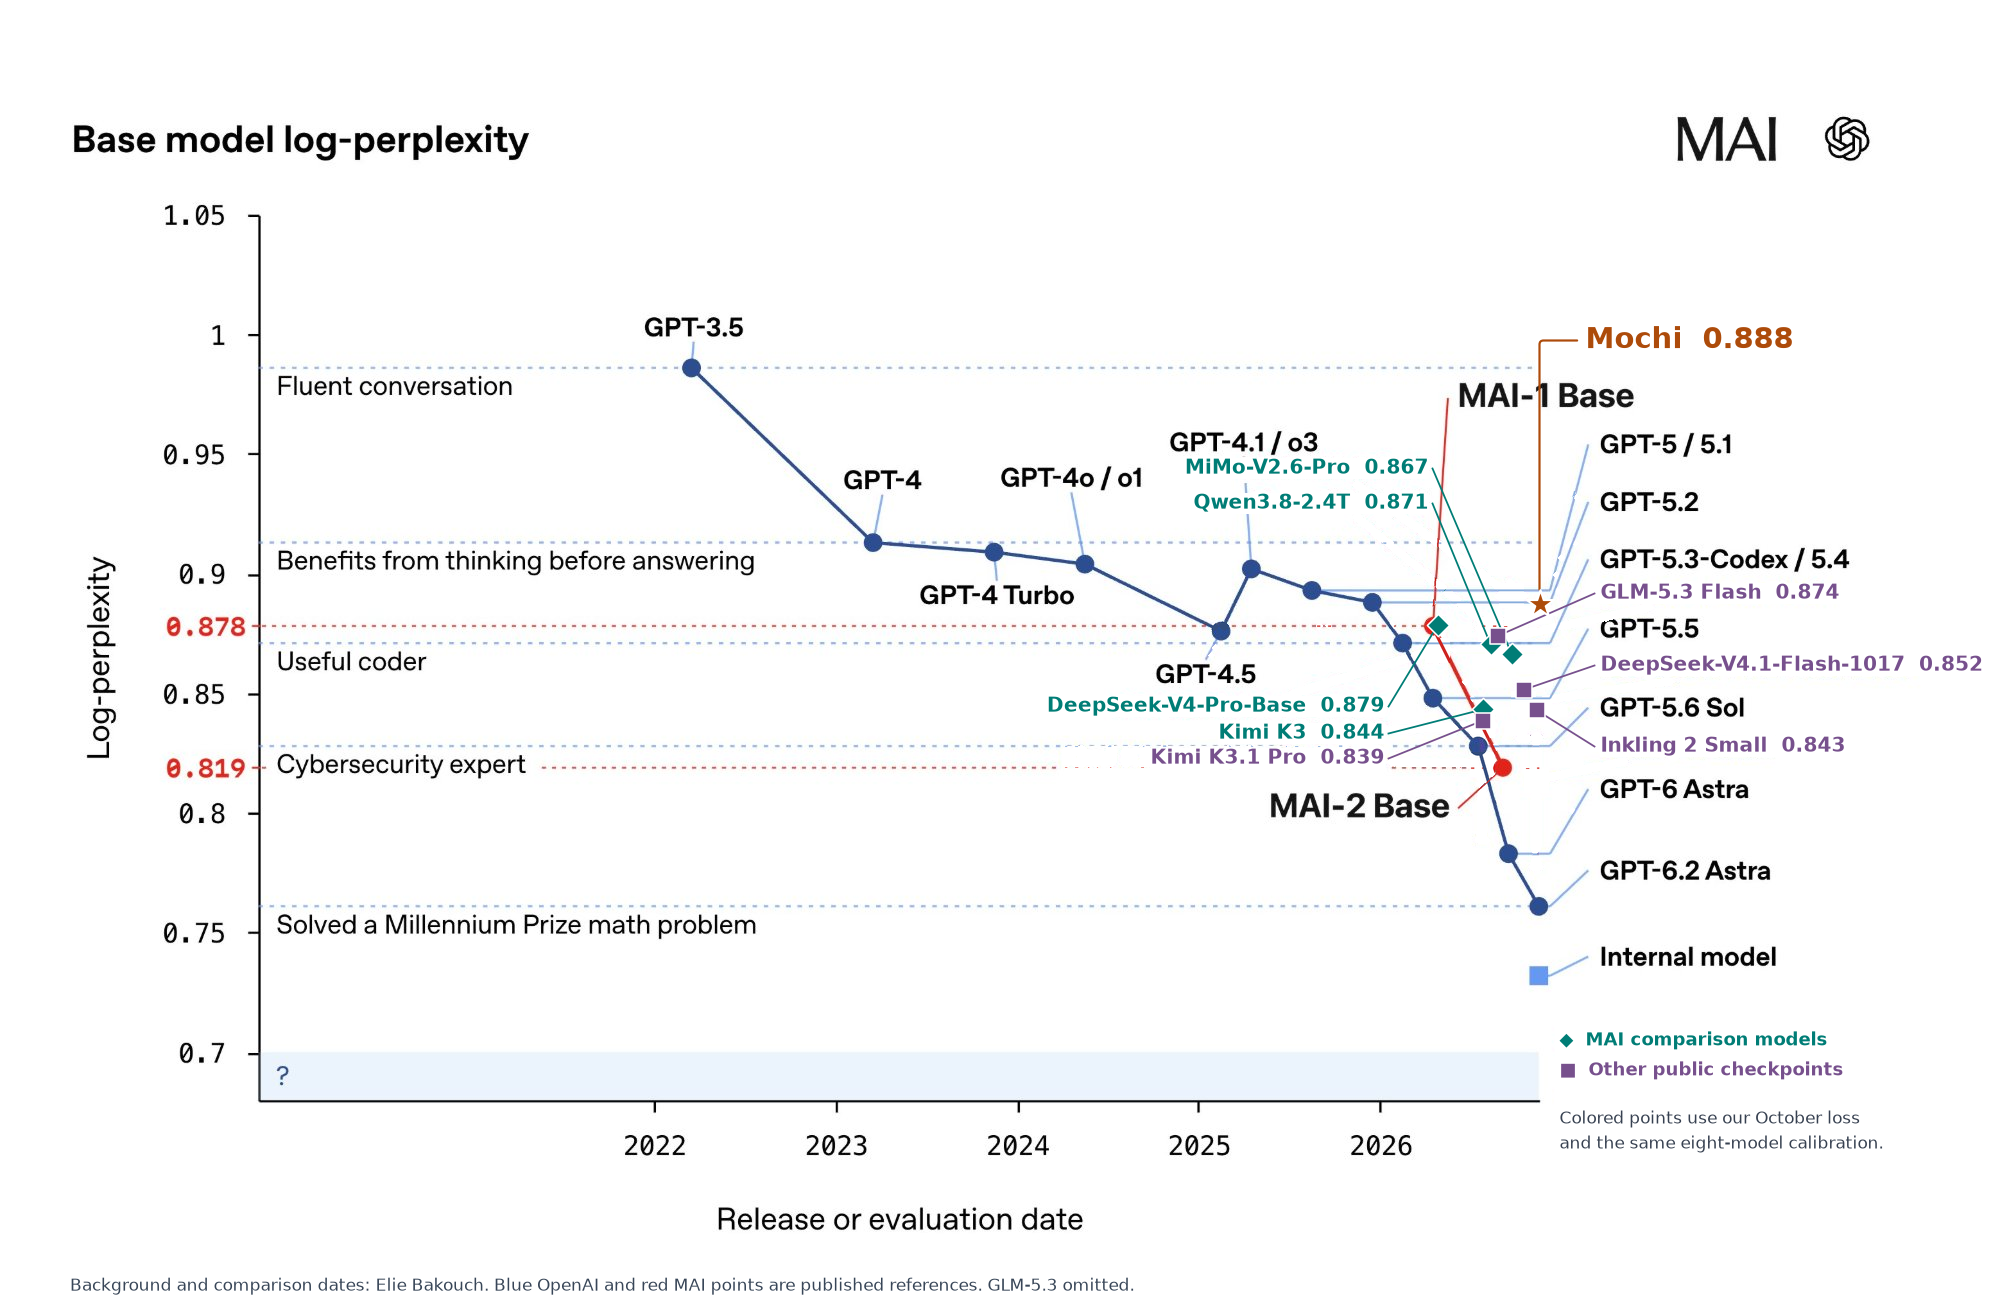 Base model log-perplexity
MAI
1.05
1
0.95
0.9
0.878
0.85
0.819
0.8
0.75
0.7
Log-perplexity
Fluent conversation
Benefits from thinking before answering
Useful coder
Cybersecurity expert
Solved a Millennium Prize math problem
?
GPT-3.5
GPT-4
GPT-4 Turbo
GPT-4o / o1
GPT-4.1 / o3
MiMo-V2.6-Pro 0.867
Qwen3.8-2.4T 0.871
GPT-4.5
DeepSeek-V4-Pro-Base 0.879
Kimi K3 0.844
Kimi K3.1 Pro 0.839
MAI-2 Base
Mochi 0.888
MAI-1 Base
GPT-5 / 5.1
GPT-5.2
GPT-5.3-Codex / 5.4
GLM-5.3 Flash 0.874
GPT-5.5
DeepSeek-V4.1-Flash-1017 0.852
GPT-5.6 Sol
Inkling 2 Small 0.843
GPT-6 Astra
GPT-6.2 Astra
Internal model
MAI comparison models
Other public checkpoints
Colored points use our October loss
and the same eight-model calibration.
2022
2023
2024
2025
2026
Release or evaluation date
Background and comparison dates: Elie Bakouch. Blue OpenAI and red MAI points are published references. GLM-5.3 omitted.